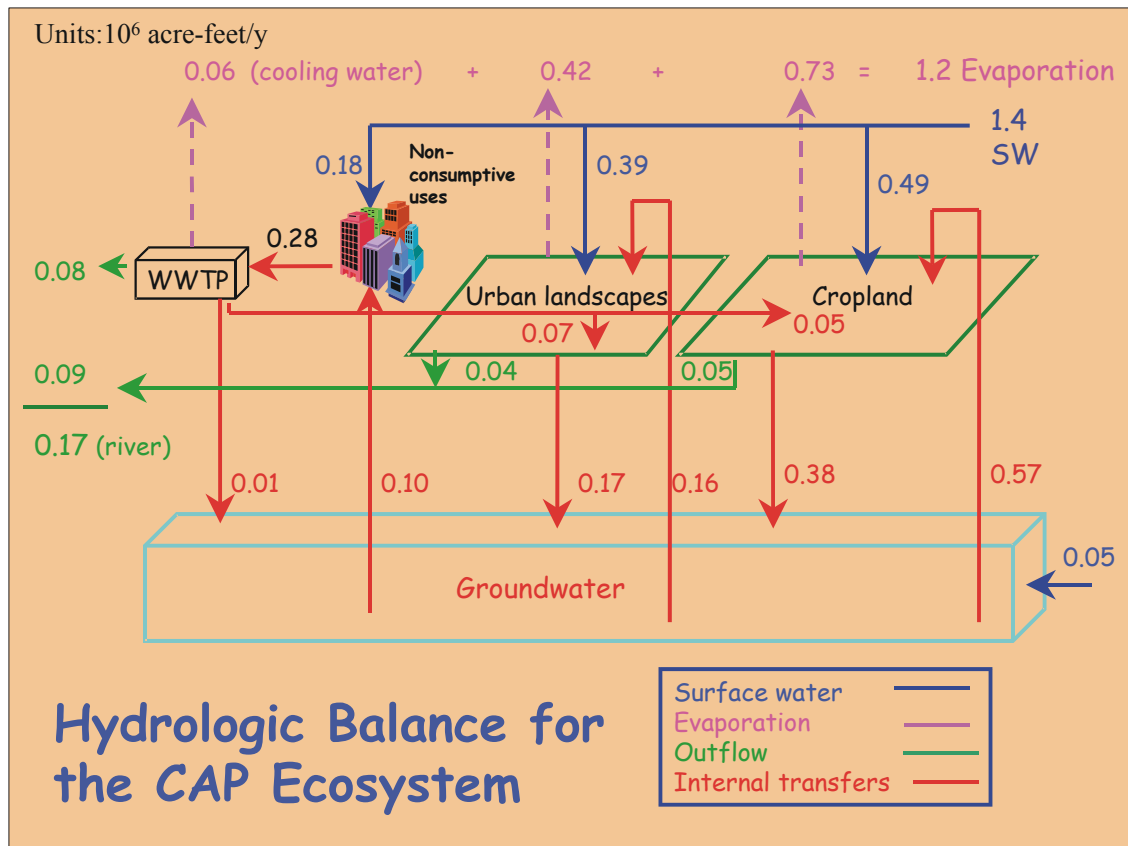 Units:10⁶ acre-feet/y
0.06 (cooling water) + 0.42 + 0.73 = 1.2 Evaporation
1.4
SW
0.18
Non-
consumptive
uses
0.39
0.49
0.28
0.08
WWTP
Urban landscapes
Cropland
0.07
0.05
0.09
0.04
0.05
0.17 (river)
0.01
0.10
0.17
0.16
0.38
0.57
0.05
Groundwater
Hydrologic Balance for
the CAP Ecosystem
Surface water
Evaporation
Outflow
Internal transfers